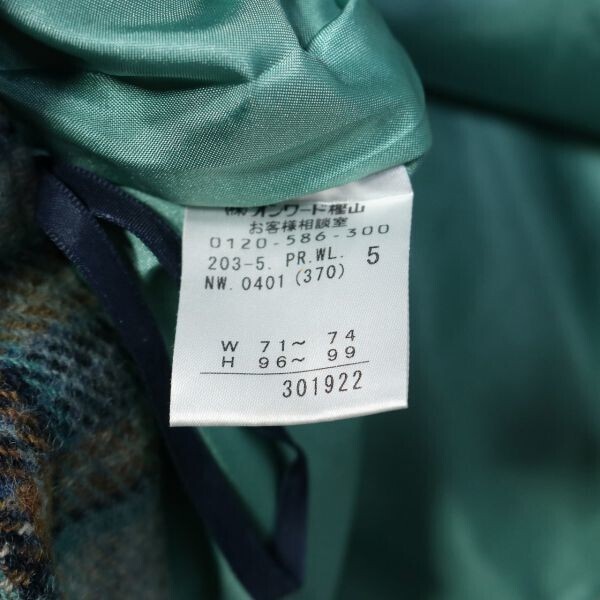 (株)オンワード樫山
お客様相談室
0120-586-300
203-5. PR.WL. 5
NW.0401(370)
W 71~ 74
H 96~ 99
301922